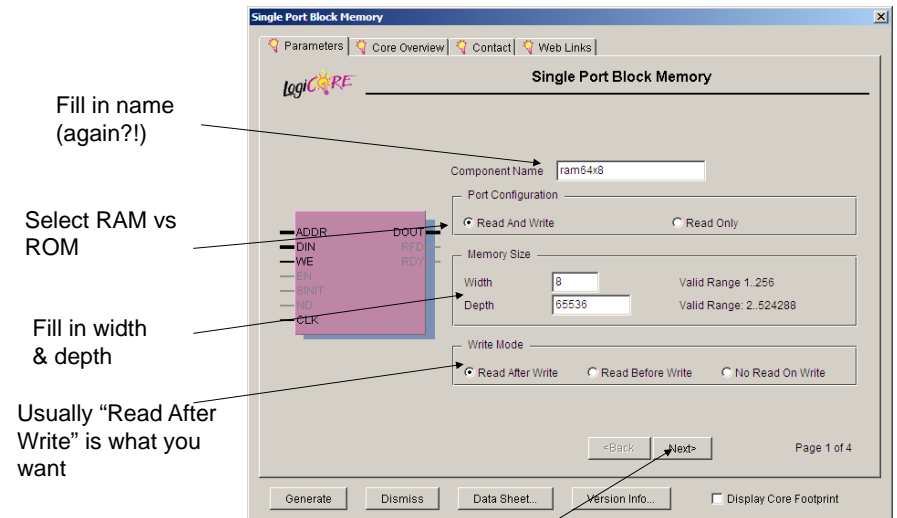 Single Port Block Memory
Parameters
Core Overview
Contact
Web Links
LogiCORE
Single Port Block Memory
Fill in name
(again?!)
Component Name
ram64x8
Port Configuration
Read And Write
Read Only
Select RAM vs
ROM
ADDR
DIN
WE
EN
SINIT
ND
CLK
DOUT
RFD
RDY
Memory Size
Width
8
Valid Range 1..256
Depth
65536
Valid Range: 2..524288
Fill in width
& depth
Write Mode
Read After Write
Read Before Write
No Read On Write
Usually “Read After
Write” is what you
want
<Back
Next>
Page 1 of 4
Generate
Dismiss
Data Sheet...
Version Info...
Display Core Footprint